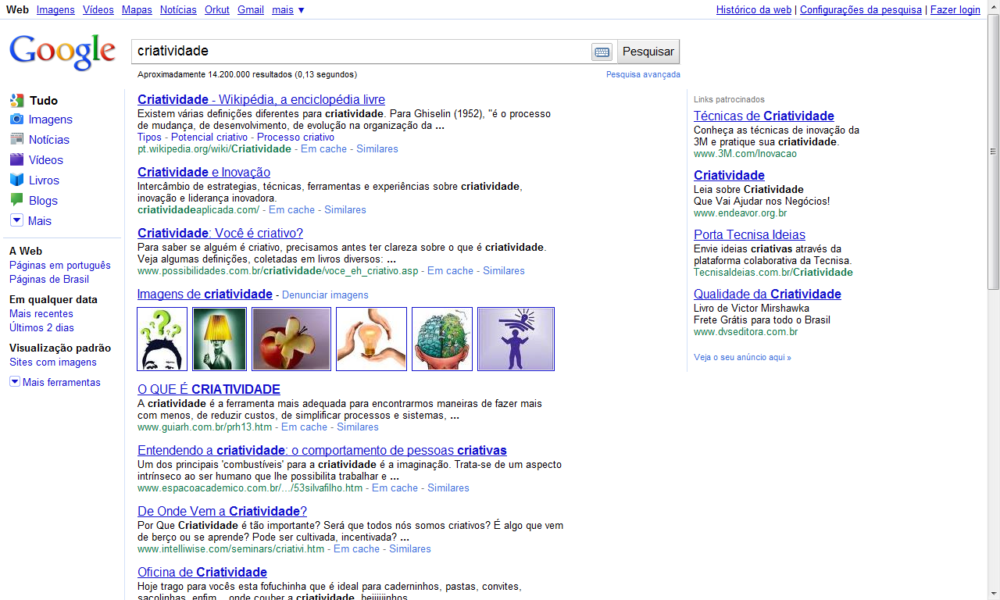 Web Imagens Vídeos Mapas Notícias Orkut Gmail mais ▼
Histórico da web | Configurações da pesquisa | Fazer login
Google
criatividade
Pesquisar
Aproximadamente 14.200.000 resultados (0,13 segundos)
Pesquisa avançada
Tudo
Imagens
Notícias
Vídeos
Livros
Blogs
Mais
A Web
Páginas em português
Páginas de Brasil
Em qualquer data
Mais recentes
Últimos 2 dias
Visualização padrão
Sites com imagens
Mais ferramentas
Criatividade - Wikipédia, a enciclopédia livre
Existem várias definições diferentes para criatividade. Para Ghiselin (1952), "é o processo
de mudança, de desenvolvimento, de evolução na organização da ...
Tipos - Potencial criativo - Processo criativo
pt.wikipedia.org/wiki/Criatividade - Em cache - Similares
Criatividade e Inovação
Intercâmbio de estrategias, técnicas, ferramentas e experiências sobre criatividade,
inovação e liderança inovadora.
criatividadeaplicada.com/ - Em cache - Similares
Criatividade: Você é criativo?
Para saber se alguém é criativo, precisamos antes ter clareza sobre o que é criatividade.
Veja algumas definições, coletadas em livros diversos: ...
www.possibilidades.com.br/criatividade/voce_eh_criativo.asp - Em cache - Similares
Imagens de criatividade - Denunciar imagens
O QUE É CRIATIVIDADE
A criatividade é a ferramenta mais adequada para encontrarmos maneiras de fazer mais
com menos, de reduzir custos, de simplificar processos e sistemas, ...
www.guiarh.com.br/prh13.htm - Em cache - Similares
Entendendo a criatividade: o comportamento de pessoas criativas
Um dos principais 'combustíveis' para a criatividade é a imaginação. Trata-se de um aspecto
intrínseco ao ser humano que lhe possibilita trabalhar e ...
www.espacoacademico.com.br/.../53silvafilho.htm - Em cache - Similares
De Onde Vem a Criatividade?
Por Que Criatividade é tão importante? Será que todos nós somos criativos? É algo que vem
de berço ou se aprende? Pode ser cultivada, incentivada? ...
www.intelliwise.com/seminars/criativi.htm - Em cache - Similares
Oficina de Criatividade
Hoje trago para vocês esta fofuchinha que é ideal para caderninhos, pastas, convites,
sacolinhas, enfim... onde couber a criatividade. beijiiiinhos
Links patrocinados
Técnicas de Criatividade
Conheça as técnicas de inovação da
3M e pratique sua criatividade.
www.3M.com/Inovacao
Criatividade
Leia sobre Criatividade
Que Vai Ajudar nos Negócios!
www.endeavor.org.br
Porta Tecnisa Ideias
Envie ideias criativas através da
plataforma colaborativa da Tecnisa.
TecnisaIdeias.com.br/Criatividade
Qualidade da Criatividade
Livro de Victor Mirshawka
Frete Grátis para todo o Brasil
www.dvseditora.com.br
Veja o seu anúncio aqui »